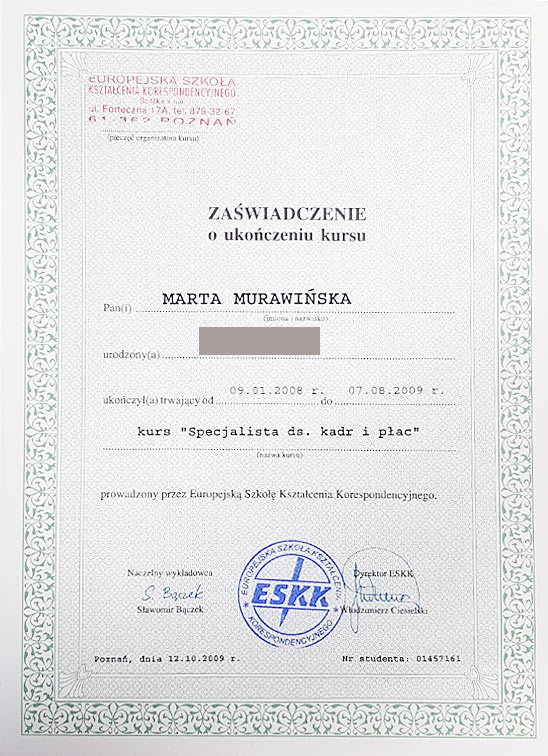 EUROPEJSKA SZKOŁA
KSZTAŁCENIA KORESPONDENCYJNEGO
Spółka z o.o.
ul. Forteczna 17A, tel. 879-32-67
61-362 POZNAŃ
(pieczęć organizatora kursu)
ZAŚWIADCZENIE
o ukończeniu kursu
Pan(i) MARTA MURAWIŃSKA
(imiona i nazwisko)
urodzony(a)
ukończył(a) trwający od 09.01.2008 r. do 07.08.2009 r.
kurs "Specjalista ds. kadr i płac"
(nazwa kursu)
prowadzony przez Europejską Szkołę Kształcenia Korespondencyjnego.
Naczelny wykładowca
S. Bączek
Sławomir Bączek
EUROPEJSKA SZKOŁA KSZTAŁCENIA
ESKK
KORESPONDENCYJNEGO
Dyrektor ESKK
Włodzimierz Ciesielski
Poznań, dnia 12.10.2009 r. Nr studenta: 01457161